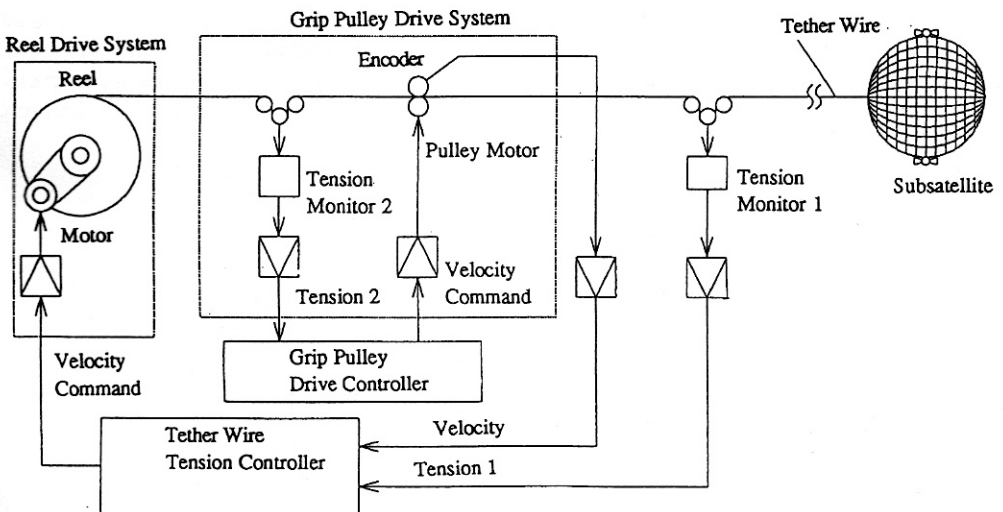 Grip Pulley Drive System
Reel Drive System
Reel
Encoder
Tether Wire
Pulley Motor
Tension
Monitor 2
Tension
Monitor 1
Subsatellite
Motor
Velocity
Command
Tension 2
Grip Pulley
Drive Controller
Velocity
Command
Tether Wire
Tension Controller
Velocity
Tension 1